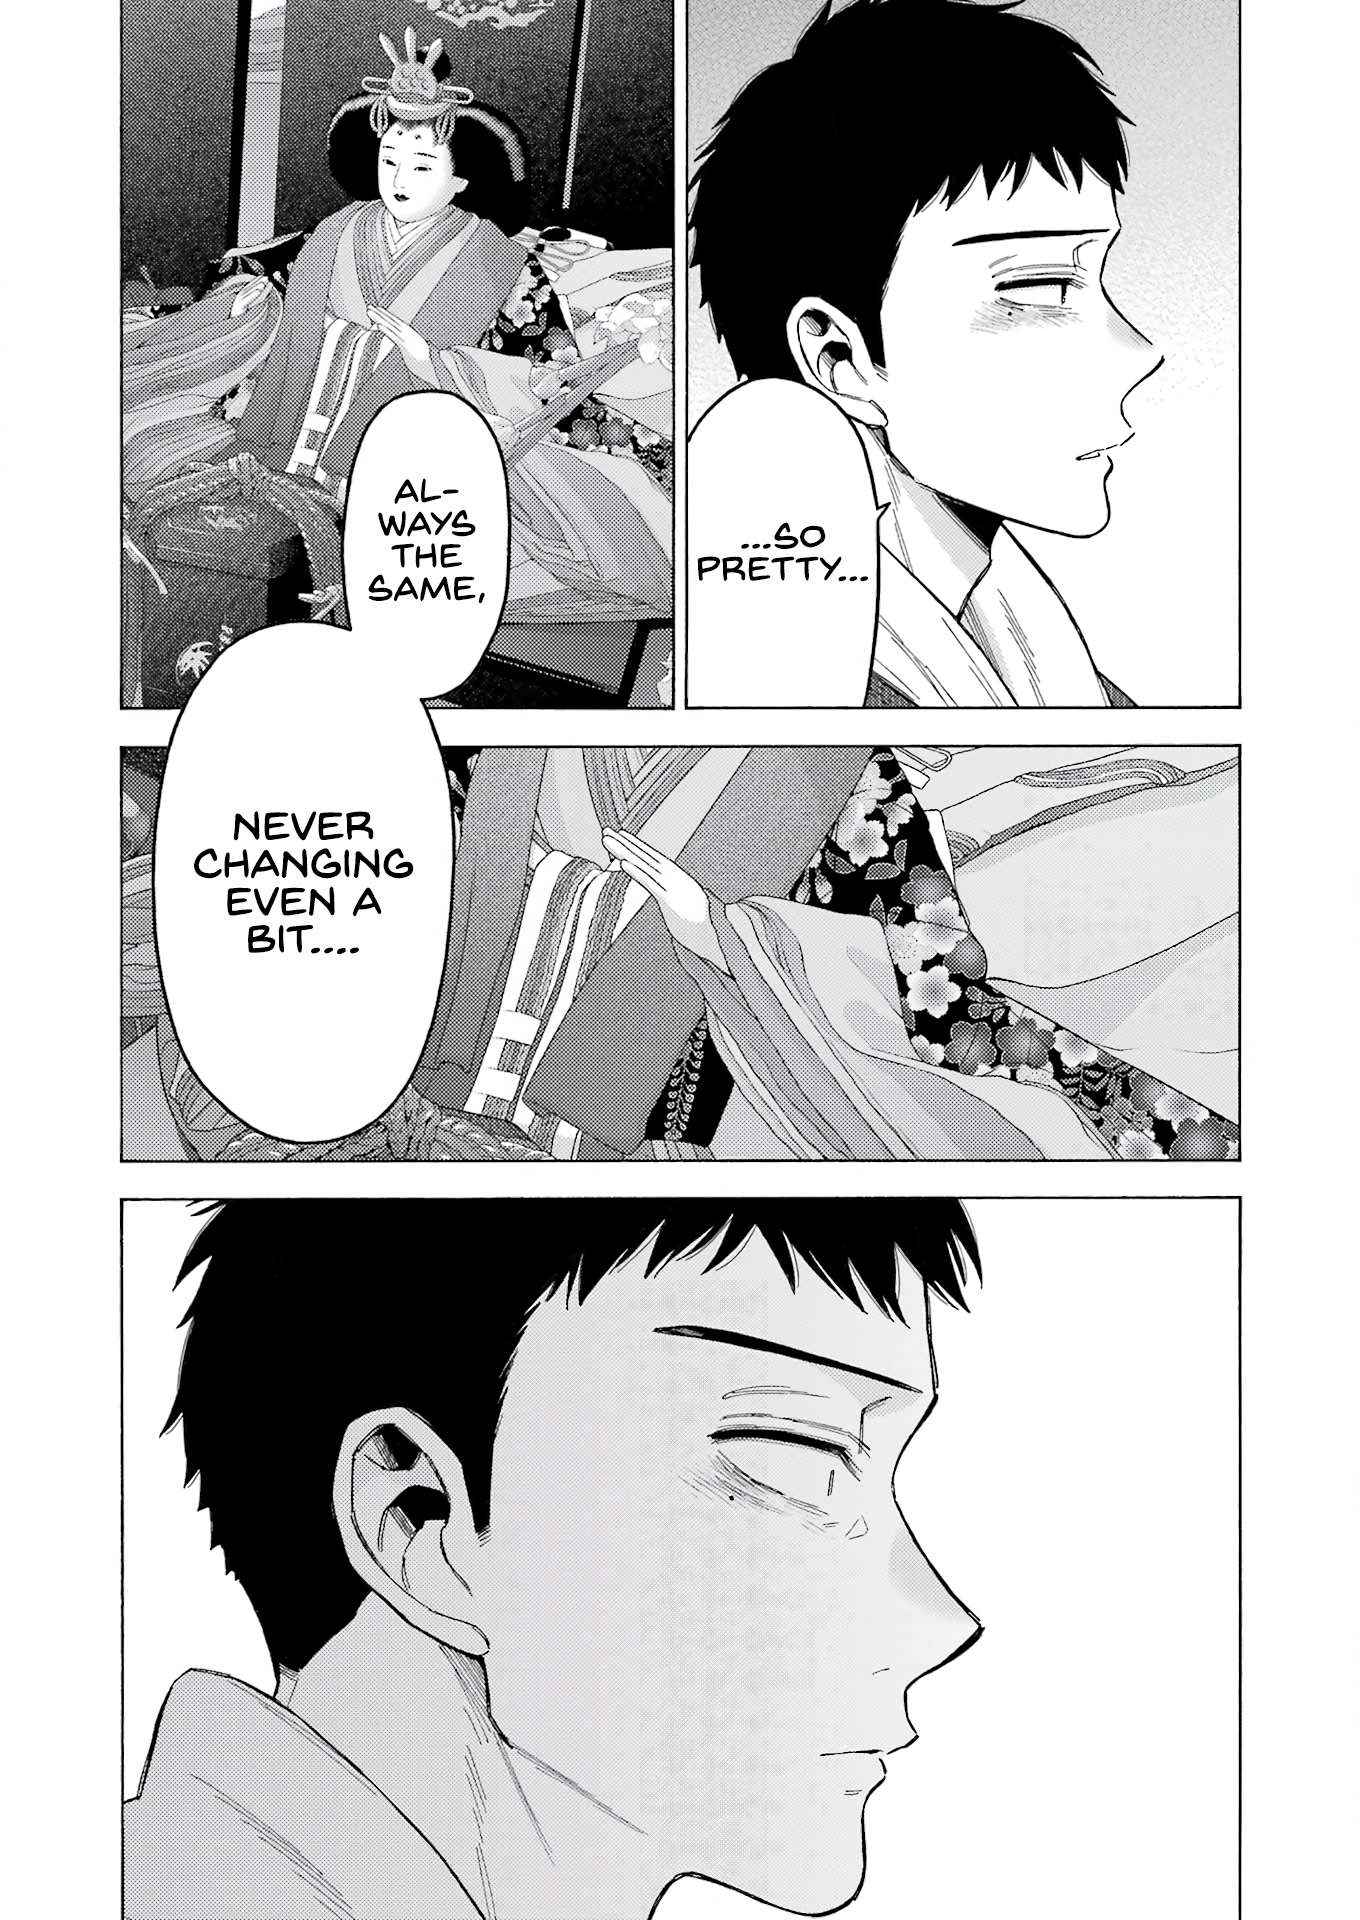 ...SO
PRETTY...
AL-
WAYS
THE
SAME,
NEVER
CHANGING
EVEN A
BIT....